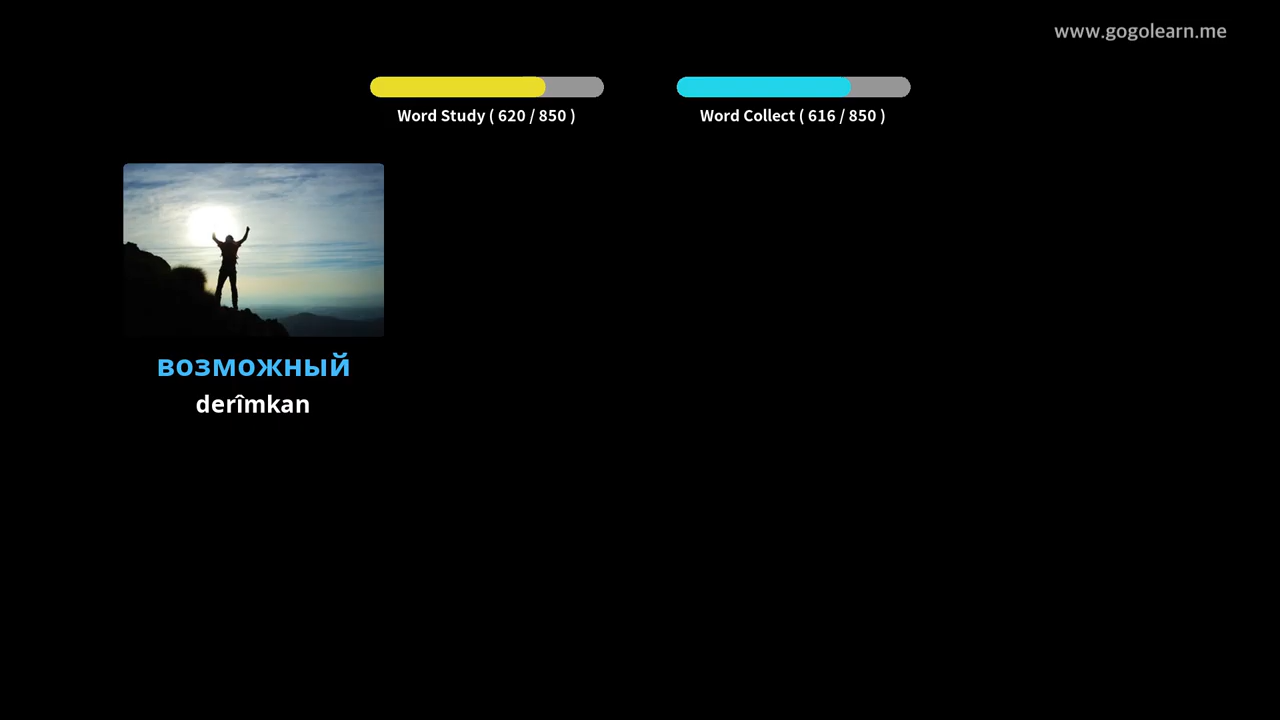 www.gogolearn.me
Word Study ( 620 / 850 )
Word Collect ( 616 / 850 )
возможный
derîmkan